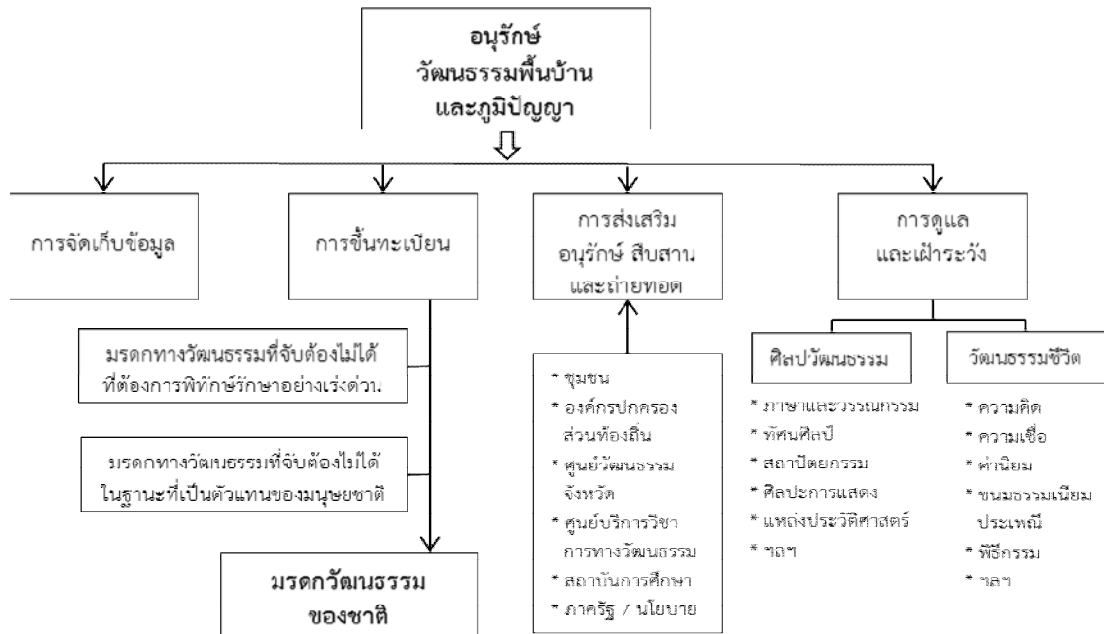 อนุรักษ์
วัฒนธรรมพื้นบ้าน
และภูมิปัญญา
การจัดเก็บข้อมูล
การขึ้นทะเบียน
การส่งเสริม
อนุรักษ์ สืบสาน
และถ่ายทอด
การดูแล
และเฝ้าระวัง
มรดกทางวัฒนธรรมที่จับต้องไม่ได้
ที่ต้องการพิทักษ์รักษาอย่างเร่งด่วน
มรดกทางวัฒนธรรมที่จับต้องไม่ได้
ในฐานะที่เป็นตัวแทนของมนุษยชาติ
มรดกวัฒนธรรม
ของชาติ
* ชุมชน
* องค์กรปกครอง
ส่วนท้องถิ่น
* ศูนย์วัฒนธรรม
จังหวัด
* ศูนย์บริการวิชา
การทางวัฒนธรรม
* สถาบันการศึกษา
* ภาครัฐ / นโยบาย
ศิลปวัฒนธรรม
* ภาษาและวรรณกรรม
* ทัศนศิลป์
* สถาปัตยกรรม
* ศิลปะการแสดง
* แหล่งประวัติศาสตร์
* ฯลฯ
วัฒนธรรมชีวิต
* ความคิด
* ความเชื่อ
* ค่านิยม
* ขนมธรรมเนียม
ประเพณี
* พิธีกรรม
* ฯลฯ